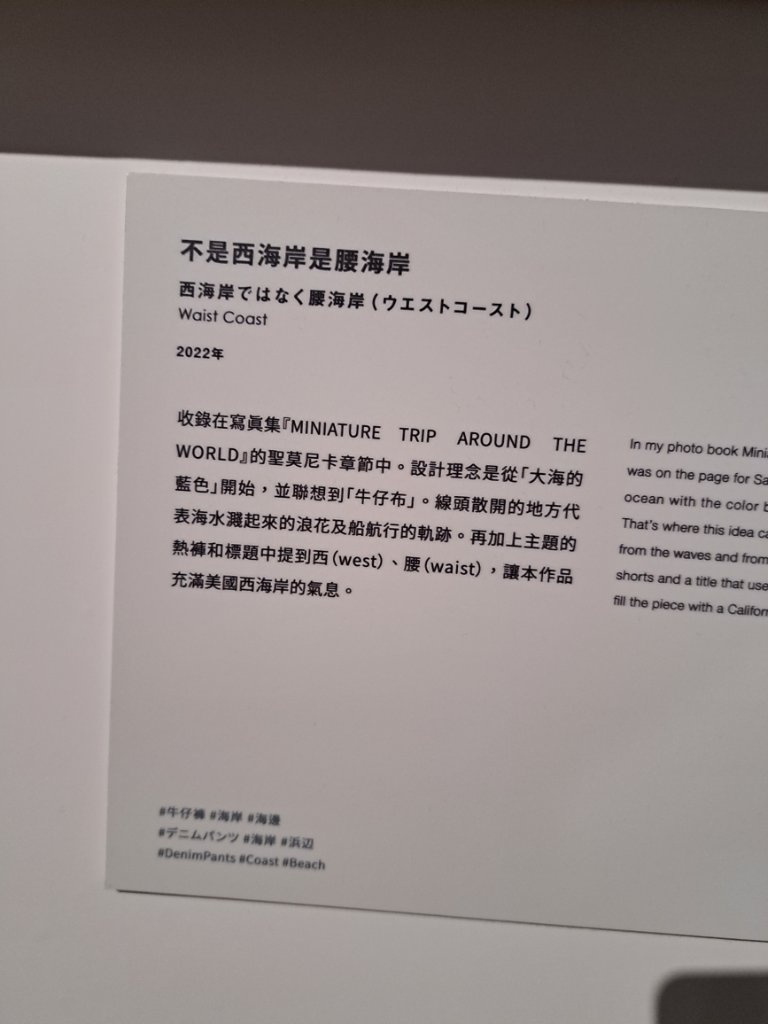 不是西海岸是腰海岸
西海岸ではなく腰海岸（ウエストコースト）
Waist Coast
2022年
收錄在寫真集『MINIATURE TRIP AROUND THE
WORLD』的聖莫尼卡章節中。設計理念是從「大海的
藍色」開始，並聯想到「牛仔布」。線頭散開的地方代
表海水濺起來的浪花及船航行的軌跡。再加上主題的
熱褲和標題中提到西（west）、腰（waist），讓本作品
充滿美國西海岸的氣息。
In my photo book
was on the page for
ocean with the color
That's where this idea
from the waves and from
shorts and a title that
fill the piece with a
#牛仔褲 #海岸 #海邊
#デニムパンツ #海岸 #浜辺
#DenimPants #Coast #Beach